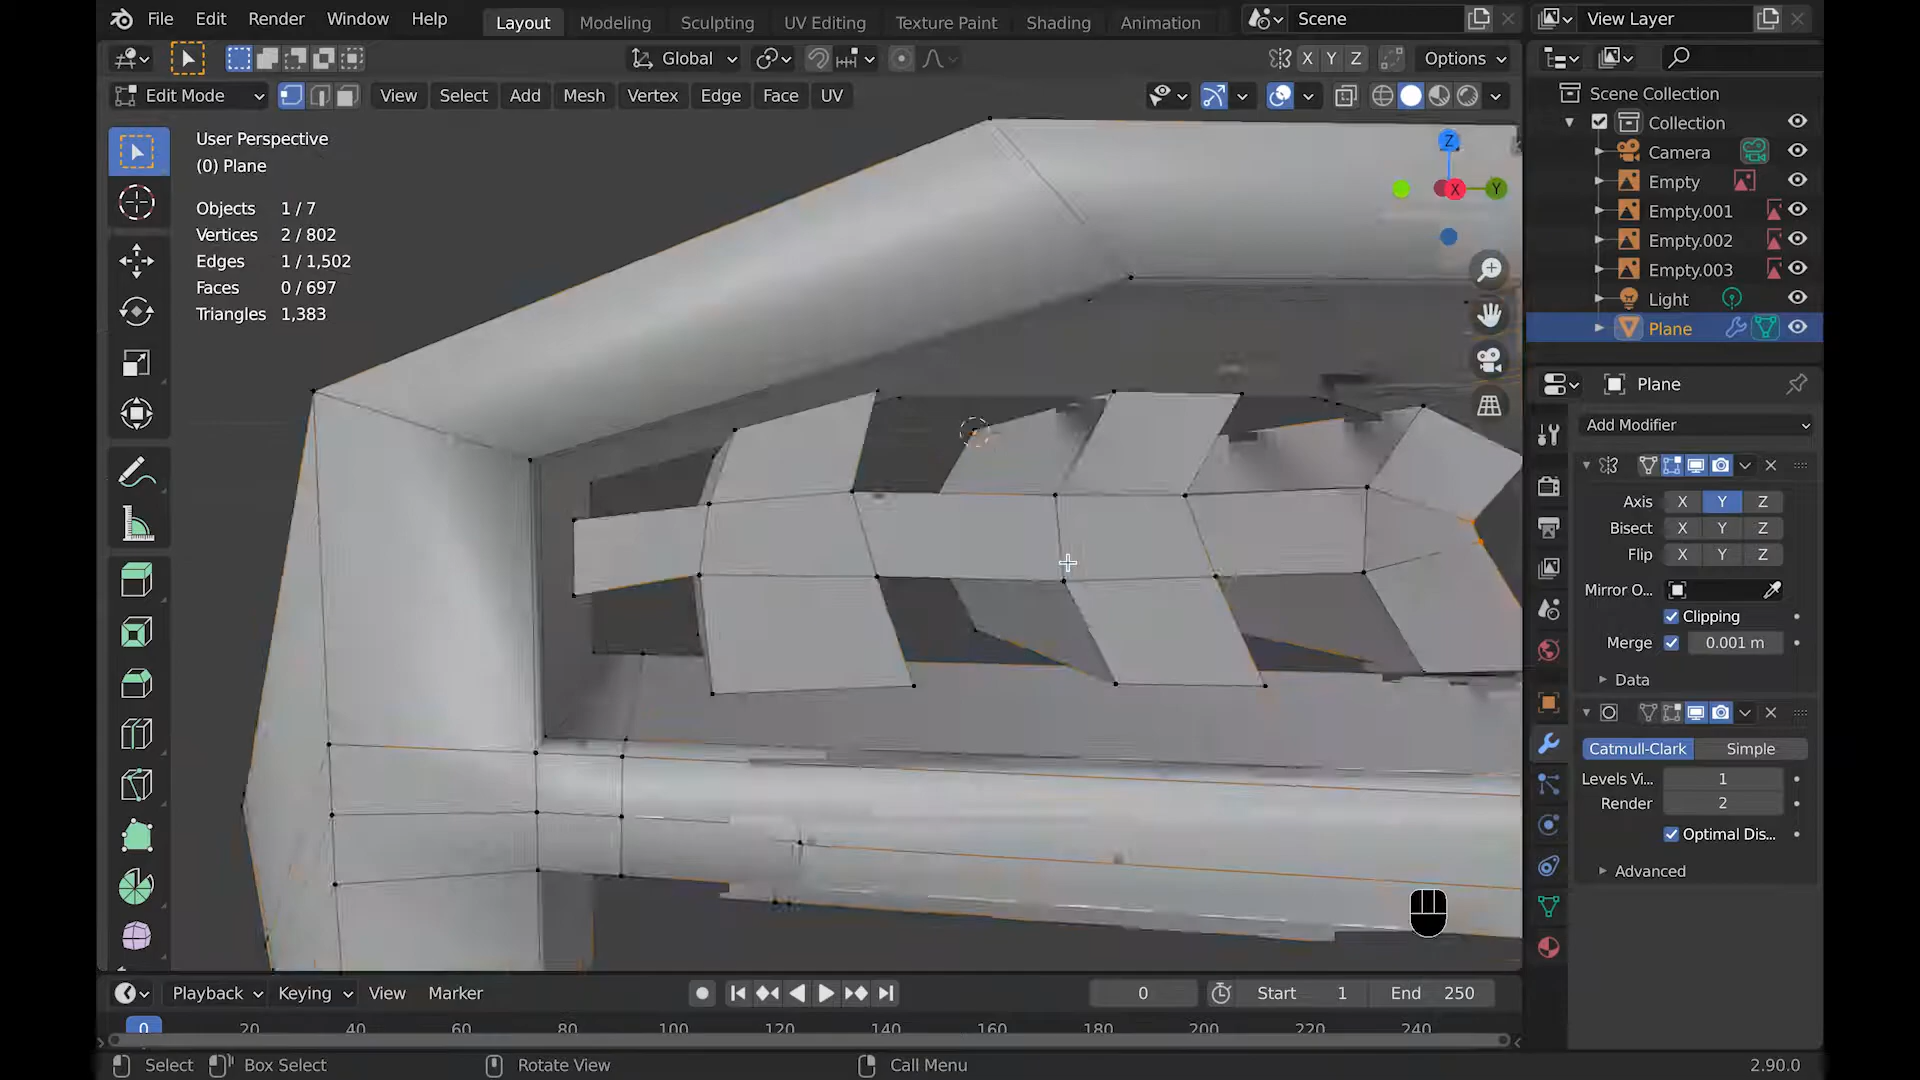 File Edit Render Window Help Layout Modeling Sculpting UV Editing Texture Paint Shading Animation Scene View Layer
Global X Y Z Options
Edit Mode View Select Add Mesh Vertex Edge Face UV
Scene Collection
Collection
Camera
Empty
Empty.001
Empty.002
Empty.003
Light
Plane
User Perspective
(0) Plane
Objects 1 / 7
Vertices 2 / 802
Edges 1 / 1,502
Faces 0 / 697
Triangles 1,383
Z
X
Y
Plane
Add Modifier
Axis X Y Z
Bisect X Y Z
Flip X Y Z
Mirror O...
Clipping
Merge 0.001 m
Data
Catmull-Clark Simple
Levels Vi... 1
Render 2
Optimal Dis...
Advanced
Playback Keying View Marker 0 Start 1 End 250
0 20 40 60 80 100 120 140 160 180 200 220 240
Select Box Select Rotate View Call Menu 2.90.0